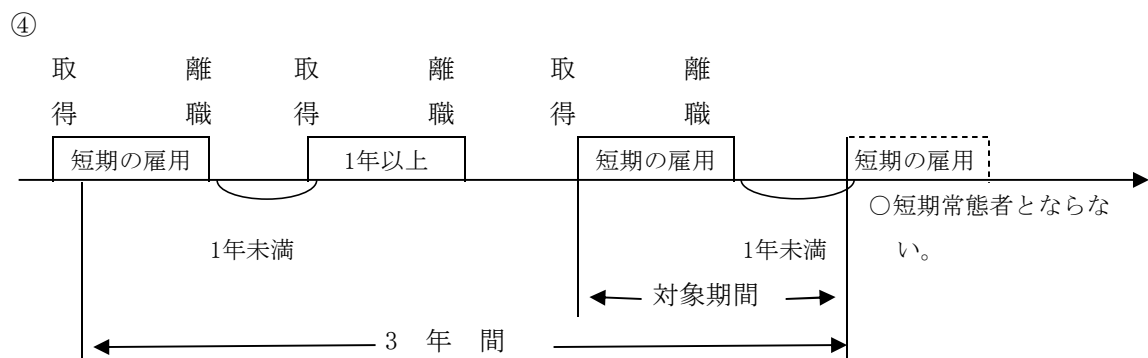 ④
取得 離職 取得 離職 取得 離職
短期の雇用 1年以上 短期の雇用 短期の雇用
○短期常態者とならな
い。
1年未満 1年未満
対象期間
3 年 間